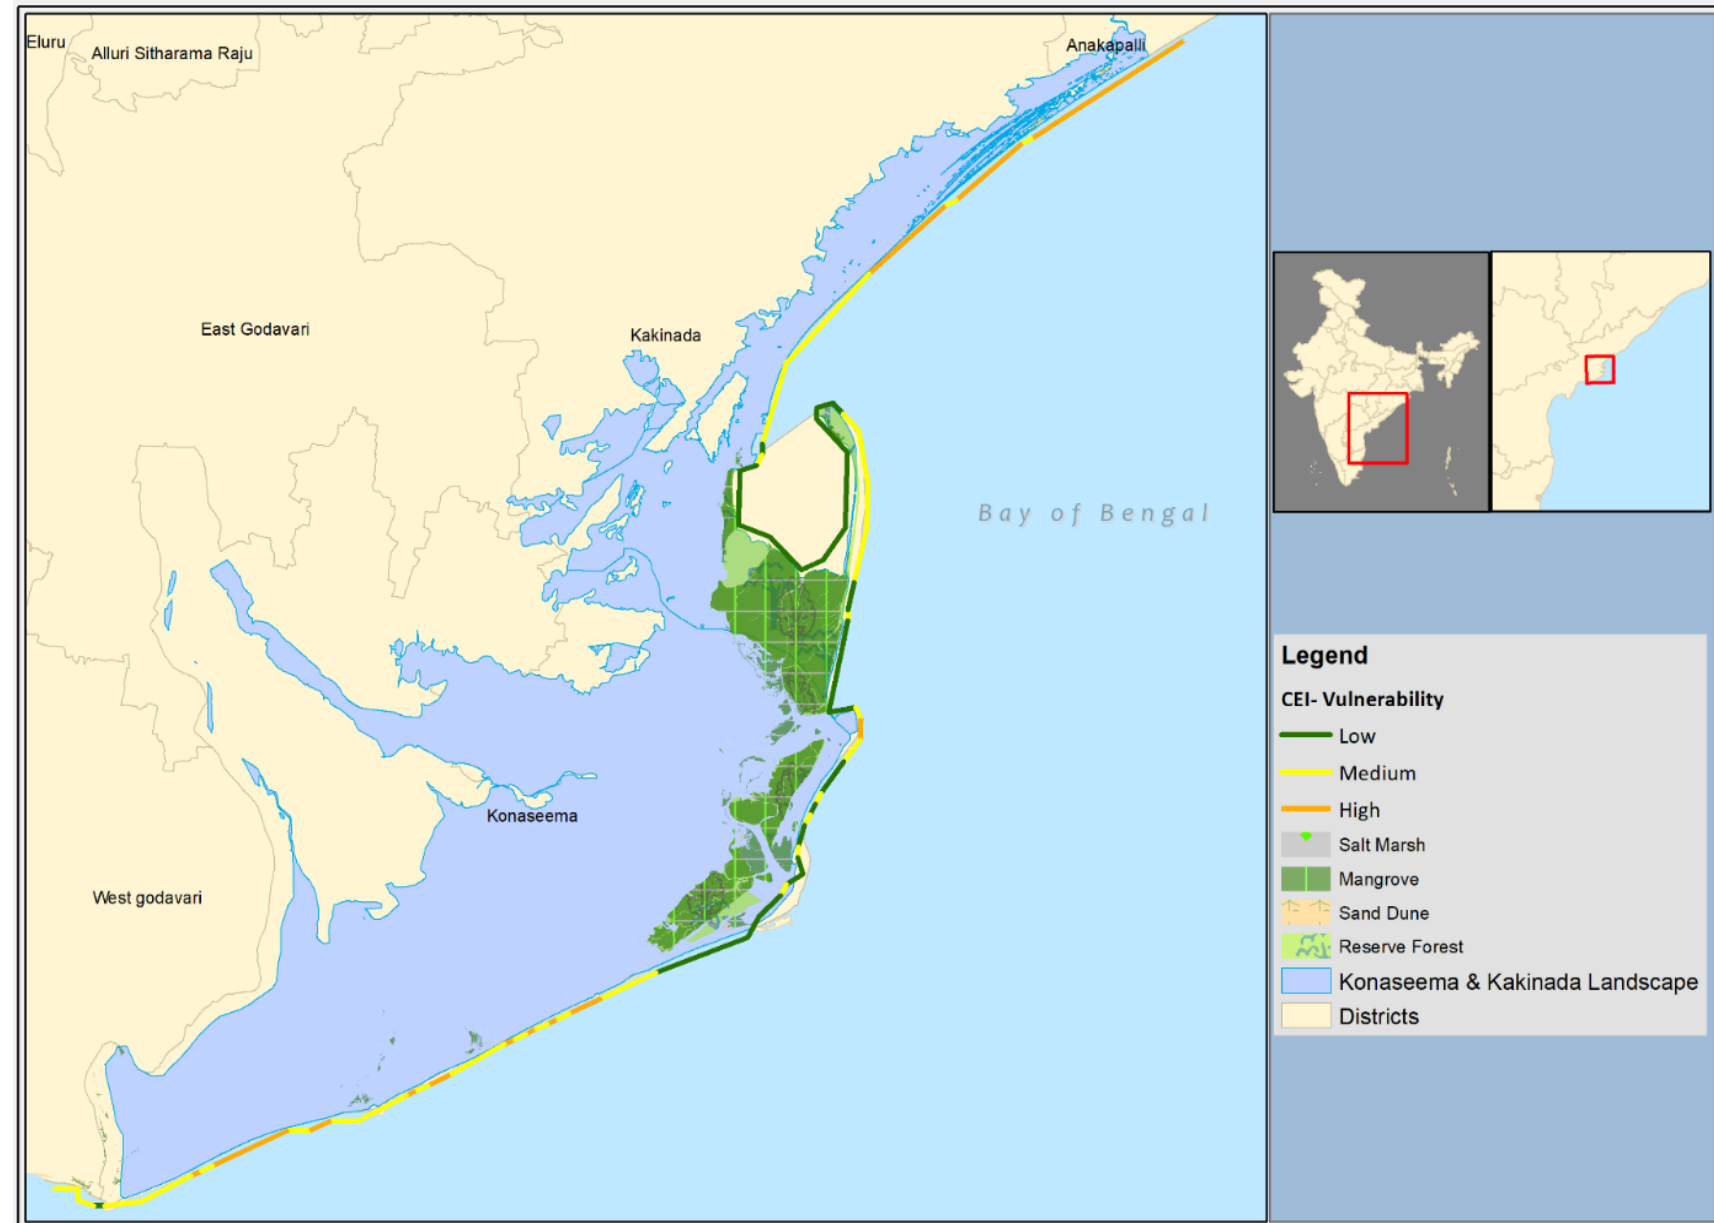 Eluru
Alluri Sitharama Raju
Anakapalli
East Godavari
Kakinada
Bay of Bengal
Konaseema
West godavari
Legend
CEI- Vulnerability
Low
Medium
High
Salt Marsh
Mangrove
Sand Dune
Reserve Forest
Konaseema & Kakinada Landscape
Districts